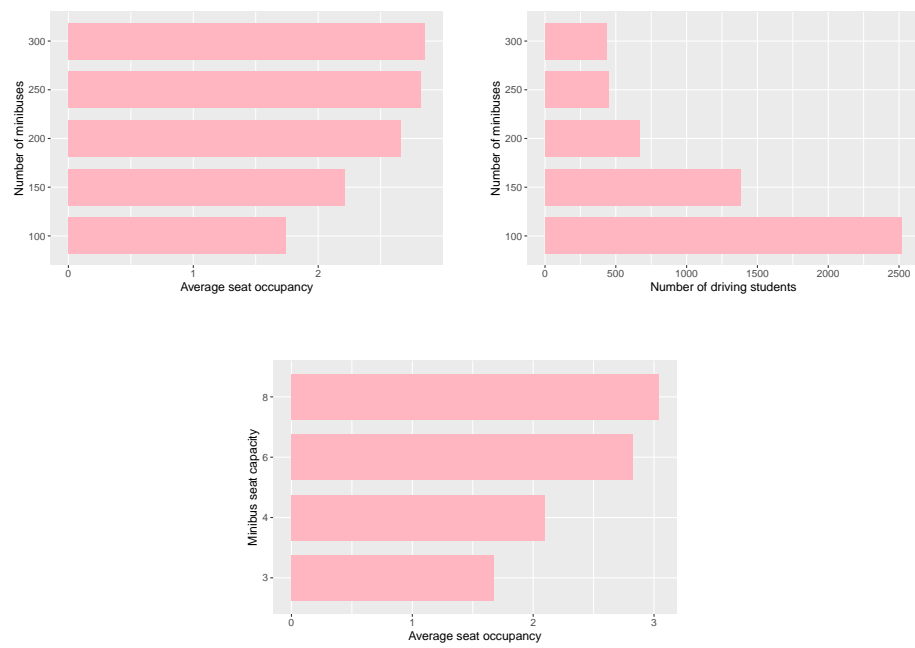 Number of minibuses
300
250
200
150
100
0 1 2
Average seat occupancy
Number of minibuses
300
250
200
150
100
0 500 1000 1500 2000 2500
Number of driving students
Minibus seat capacity
8
6
4
3
0 1 2 3
Average seat occupancy